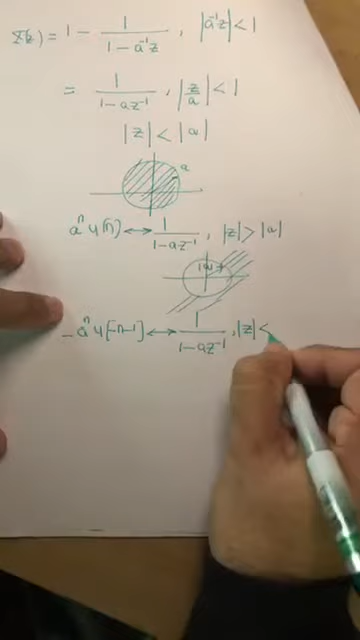 X(z) = 1 - 1/(1 - a⁻¹z), |a⁻¹z| < 1
= 1/(1 - az⁻¹), |z/a| < 1
|z| < |a|
a
aⁿ u[n] ↔ 1/(1 - az⁻¹), |z| > |a|
|a|
-aⁿ u[-n-1] ↔ 1/(1 - az⁻¹), |z| <